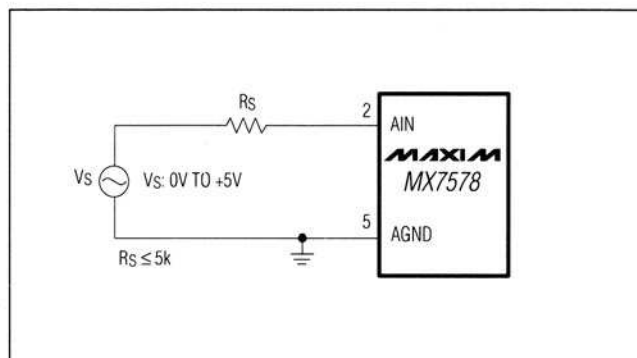 RS
2
AIN
MAXIM
MX7578
VS
VS: 0V TO +5V
5
AGND
RS ≤ 5k